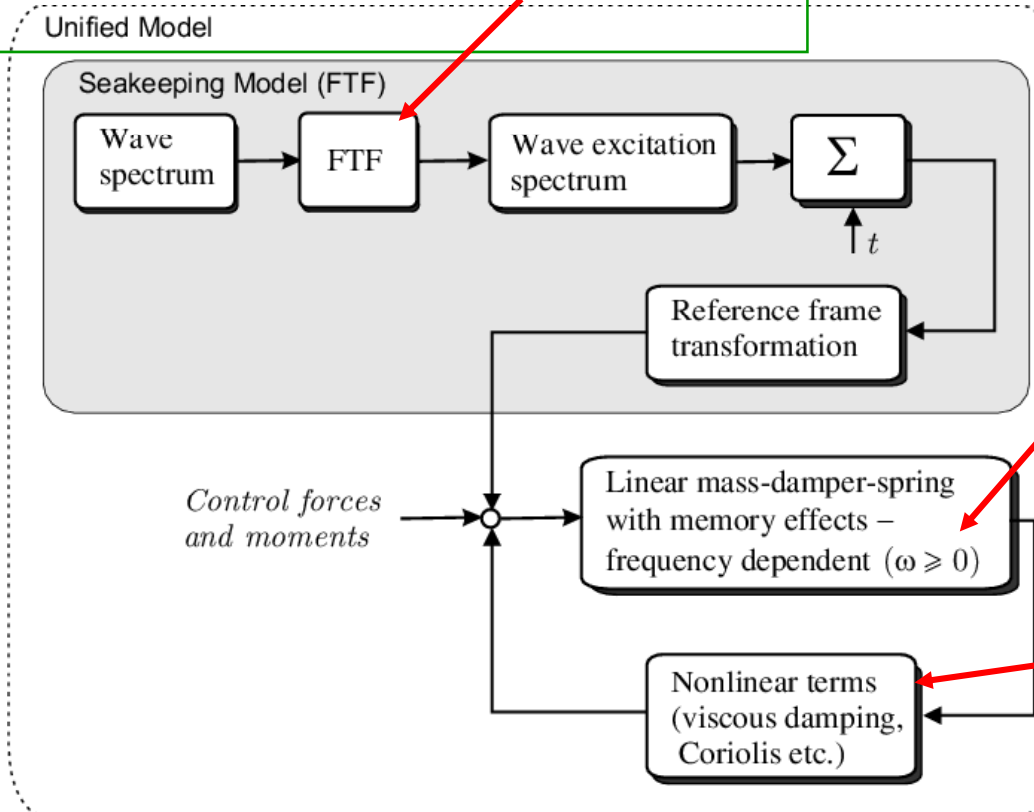 Unified Model
Seakeeping Model (FTF)
Wave
spectrum
FTF
Wave excitation
spectrum
Σ
t
Reference frame
transformation
Control forces
and moments
Linear mass-damper-spring
with memory effects –
frequency dependent (ω ⩾ 0)
Nonlinear terms
(viscous damping,
Coriolis etc.)